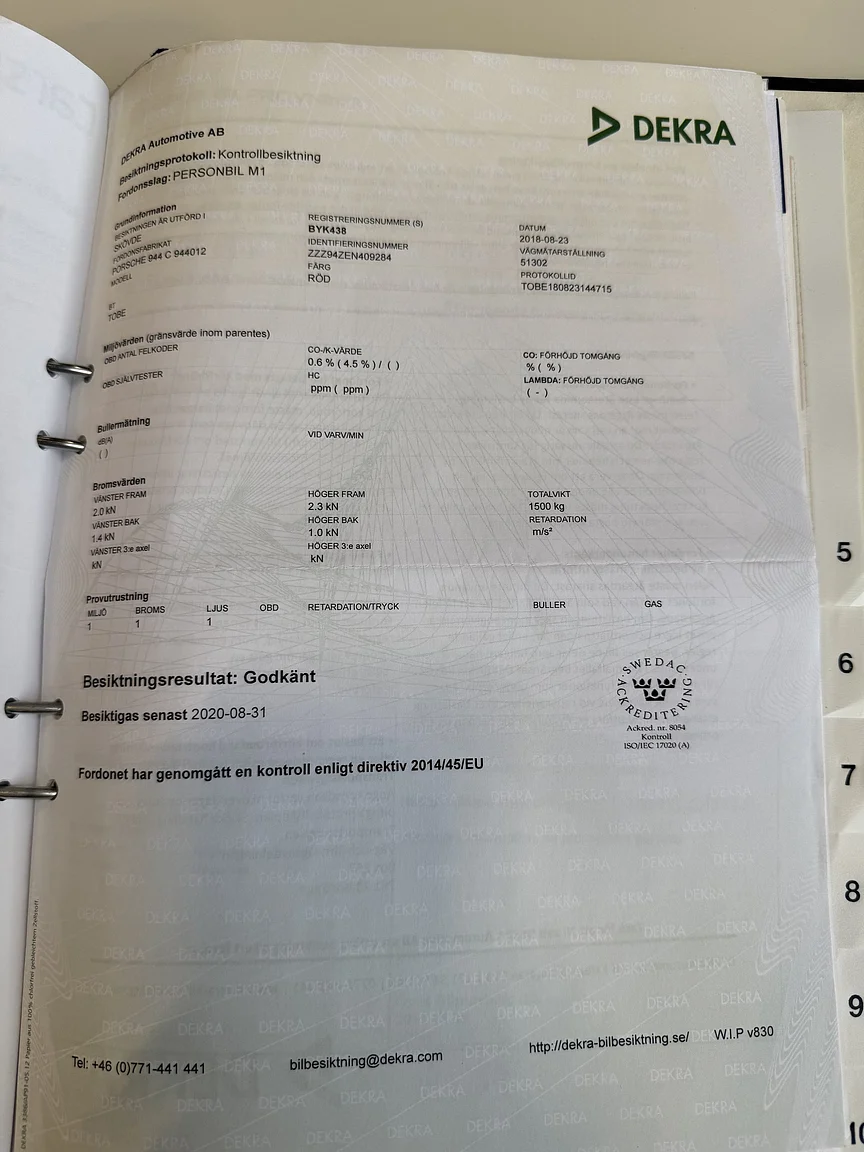 DEKRA
DEKRA Automotive AB
Besiktningsprotokoll: Kontrollbesiktning
Fordonsslag: PERSONBIL M1
Grundinformation
BESIKTNINGEN ÄR UTFÖRD I
SKÖVDE
FORDONSFABRIKAT
PORSCHE 944 C 944012
MODELL
BT
TOBE
REGISTRERINGSNUMMER (S)
BYK438
IDENTIFIERINGSNUMMER
ZZZ94ZEN409284
FÄRG
RÖD
DATUM
2018-08-23
VÄGMÄTARSTÄLLNING
51302
PROTOKOLLID
TOBE180823144715
Miljövärden (gränsvärde inom parentes)
OBD ANTAL FELKODER
OBD SJÄLVTESTER
CO-/K-VÄRDE
0.6 % ( 4.5 % ) / ( )
HC
ppm ( ppm )
CO: FÖRHÖJD TOMGÅNG
% ( % )
LAMBDA: FÖRHÖJD TOMGÅNG
( - )
Bullermätning
dB(A)
( )
VID VARV/MIN
Bromsvärden
VÄNSTER FRAM
2.0 kN
VÄNSTER BAK
1.4 kN
VÄNSTER 3:e axel
kN
HÖGER FRAM
2.3 kN
HÖGER BAK
1.0 kN
HÖGER 3:e axel
kN
TOTALVIKT
1500 kg
RETARDATION
m/s²
Provutrustning
MILJÖ BROMS LJUS OBD RETARDATION/TRYCK BULLER GAS
1 1 1
Besiktningsresultat: Godkänt
Besiktigas senast 2020-08-31
Fordonet har genomgått en kontroll enligt direktiv 2014/45/EU
SWEDAC
ACKREDITERING
Ackred. nr. 8054
Kontroll
ISO/IEC 17020 (A)
Tel: +46 (0)771-441 441 bilbesiktning@dekra.com http://dekra-bilbesiktning.se/ W.I.P v830
5
6
7
8
9
10